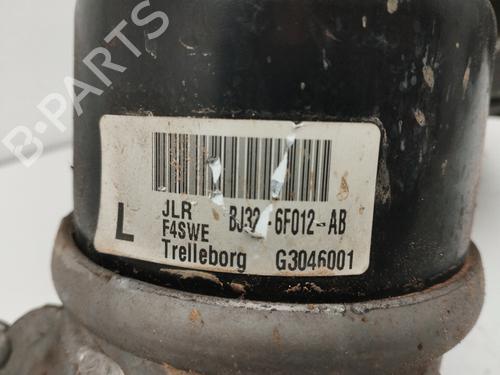 B-PARTS
JLR BJ32-6F012-AB
L F4SWE
Trelleborg G3046001